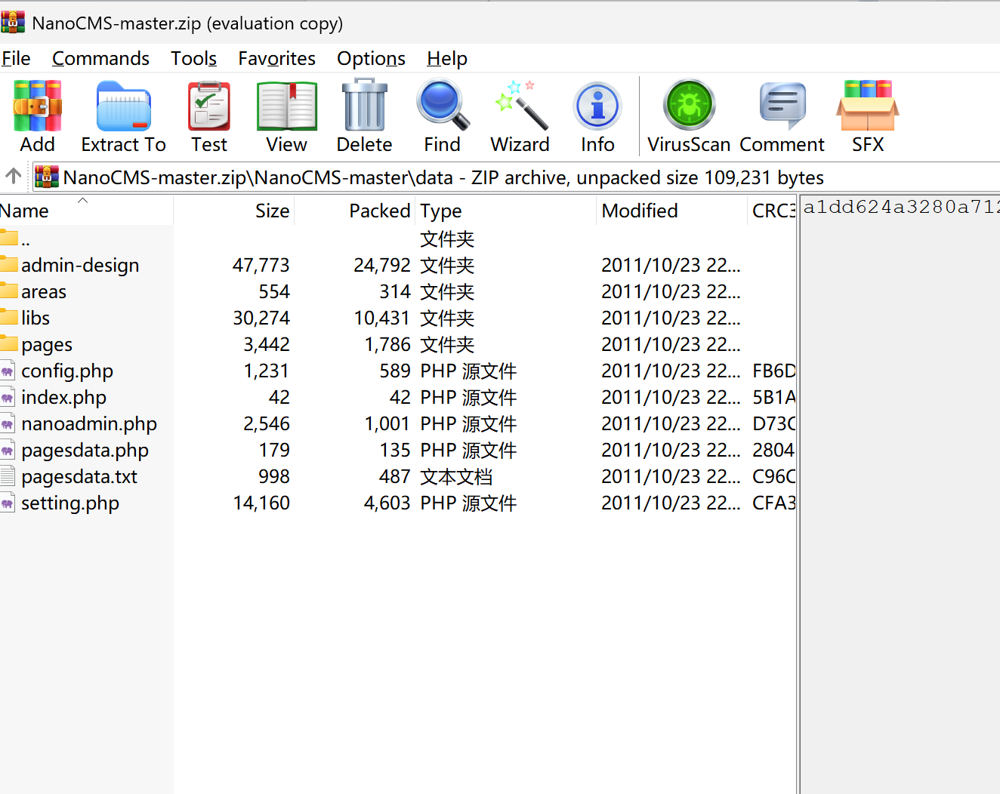 NanoCMS-master.zip (evaluation copy)
File Commands Tools Favorites Options Help
Add Extract To Test View Delete Find Wizard Info VirusScan Comment SFX
NanoCMS-master.zip\NanoCMS-master\data - ZIP archive, unpacked size 109,231 bytes
Name Size Packed Type Modified CRC3
a1dd624a3280a712
.. 文件夹
admin-design 47,773 24,792 文件夹 2011/10/23 22...
areas 554 314 文件夹 2011/10/23 22...
libs 30,274 10,431 文件夹 2011/10/23 22...
pages 3,442 1,786 文件夹 2011/10/23 22...
config.php 1,231 589 PHP 源文件 2011/10/23 22... FB6D
index.php 42 42 PHP 源文件 2011/10/23 22... 5B1A
nanoadmin.php 2,546 1,001 PHP 源文件 2011/10/23 22... D73C
pagesdata.php 179 135 PHP 源文件 2011/10/23 22... 2804
pagesdata.txt 998 487 文本文档 2011/10/23 22... C96C
setting.php 14,160 4,603 PHP 源文件 2011/10/23 22... CFA3